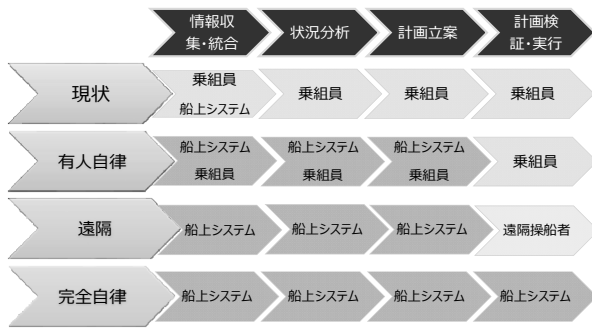 情報収
集・統合
状況分析
計画立案
計画検
証・実行
現状
乗組員
船上システム
乗組員
乗組員
乗組員
有人自律
船上システム
乗組員
船上システム
乗組員
船上システム
乗組員
乗組員
遠隔
船上システム
船上システム
船上システム
遠隔操船者
完全自律
船上システム
船上システム
船上システム
船上システム